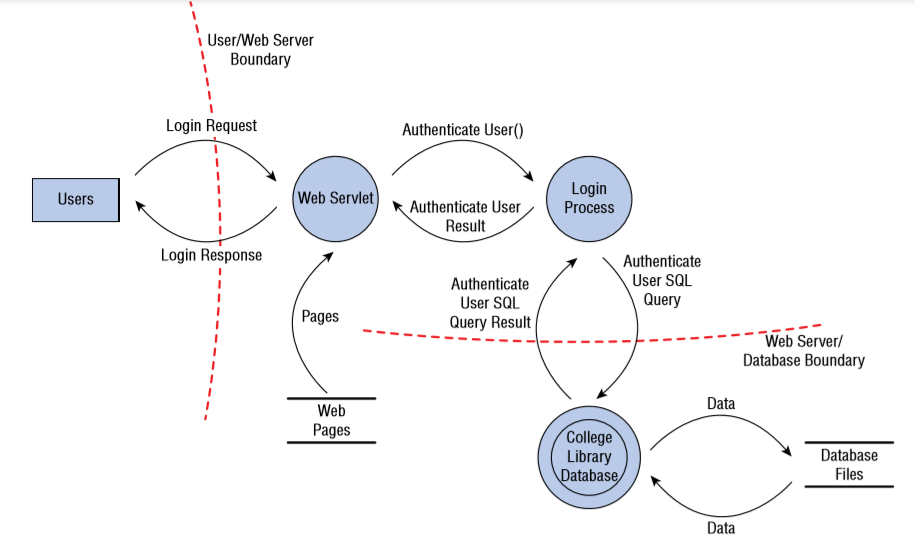 User/Web Server
Boundary
Login Request
Authenticate User()
Users
Web Servlet
Login
Process
Authenticate User
Result
Login Response
Authenticate
User SQL
Query
Authenticate
User SQL
Query Result
Pages
Web Server/
Database Boundary
Web
Pages
Data
College
Library
Database
Database
Files
Data